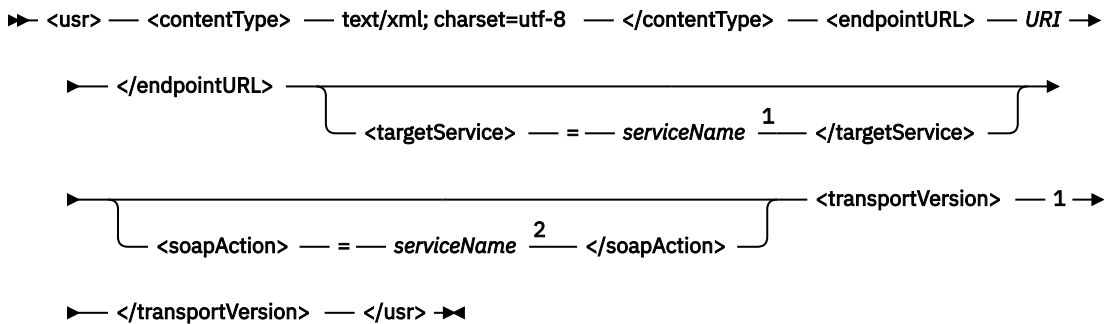 <usr> <contentType> text/xml; charset=utf-8 </contentType> <endpointURL> URI
</endpointURL>
<targetService> = serviceName 1 </targetService>
<transportVersion> 1
<soapAction> = serviceName 2 </soapAction>
</transportVersion> </usr>